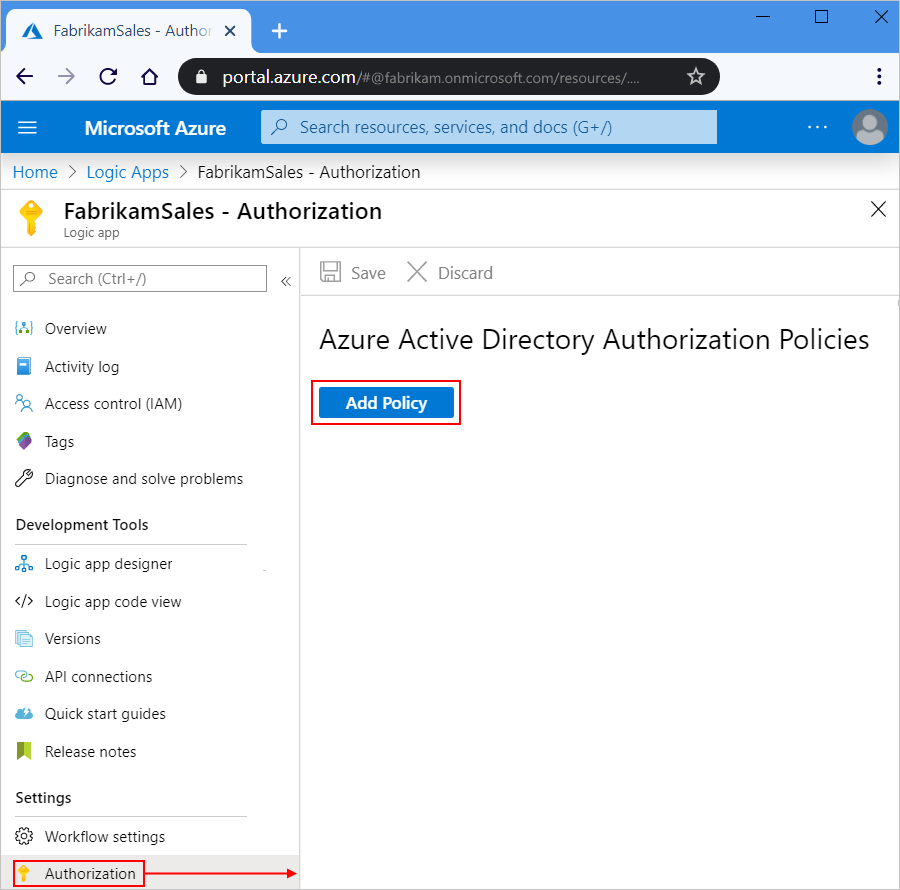 FabrikamSales - Author
portal.azure.com/#@fabrikam.onmicrosoft.com/resources/....
Microsoft Azure
Search resources, services, and docs (G+/)
Home > Logic Apps > FabrikamSales - Authorization
FabrikamSales - Authorization
Logic app
Search (Ctrl+/)
«
Save
Discard
Overview
Activity log
Access control (IAM)
Tags
Diagnose and solve problems
Development Tools
Logic app designer
Logic app code view
Versions
API connections
Quick start guides
Release notes
Settings
Workflow settings
Authorization
Azure Active Directory Authorization Policies
Add Policy